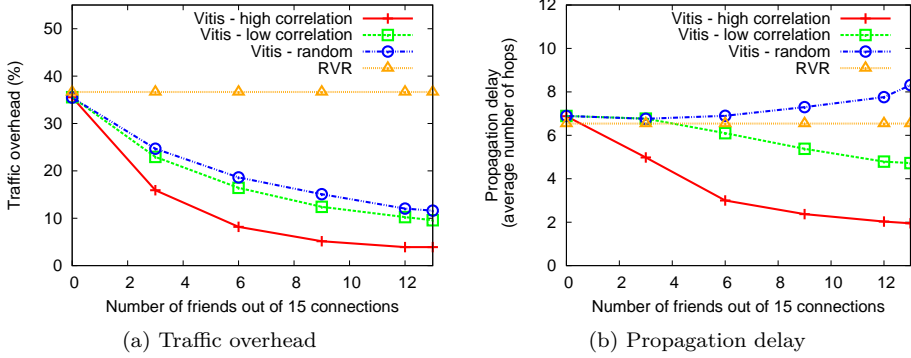 Traffic overhead (%)
50
40
30
20
10
0
Vitis - high correlation
Vitis - low correlation
Vitis - random
RVR
0 2 4 6 8 10 12
Number of friends out of 15 connections
(a) Traffic overhead
Propagation delay
(average number of hops)
12
10
8
6
4
2
0
Vitis - high correlation
Vitis - low correlation
Vitis - random
RVR
0 2 4 6 8 10 12
Number of friends out of 15 connections
(b) Propagation delay